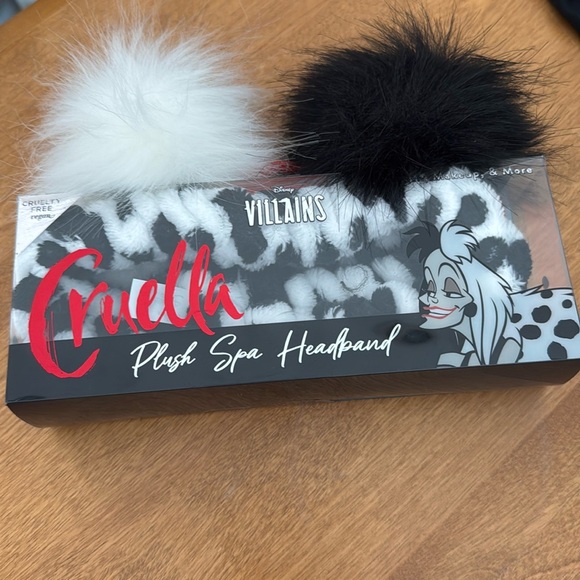 CRUELTY
FREE
vegan
Makeup, & More
Disney
VILLAINS
Cruella
Plush Spa Headband